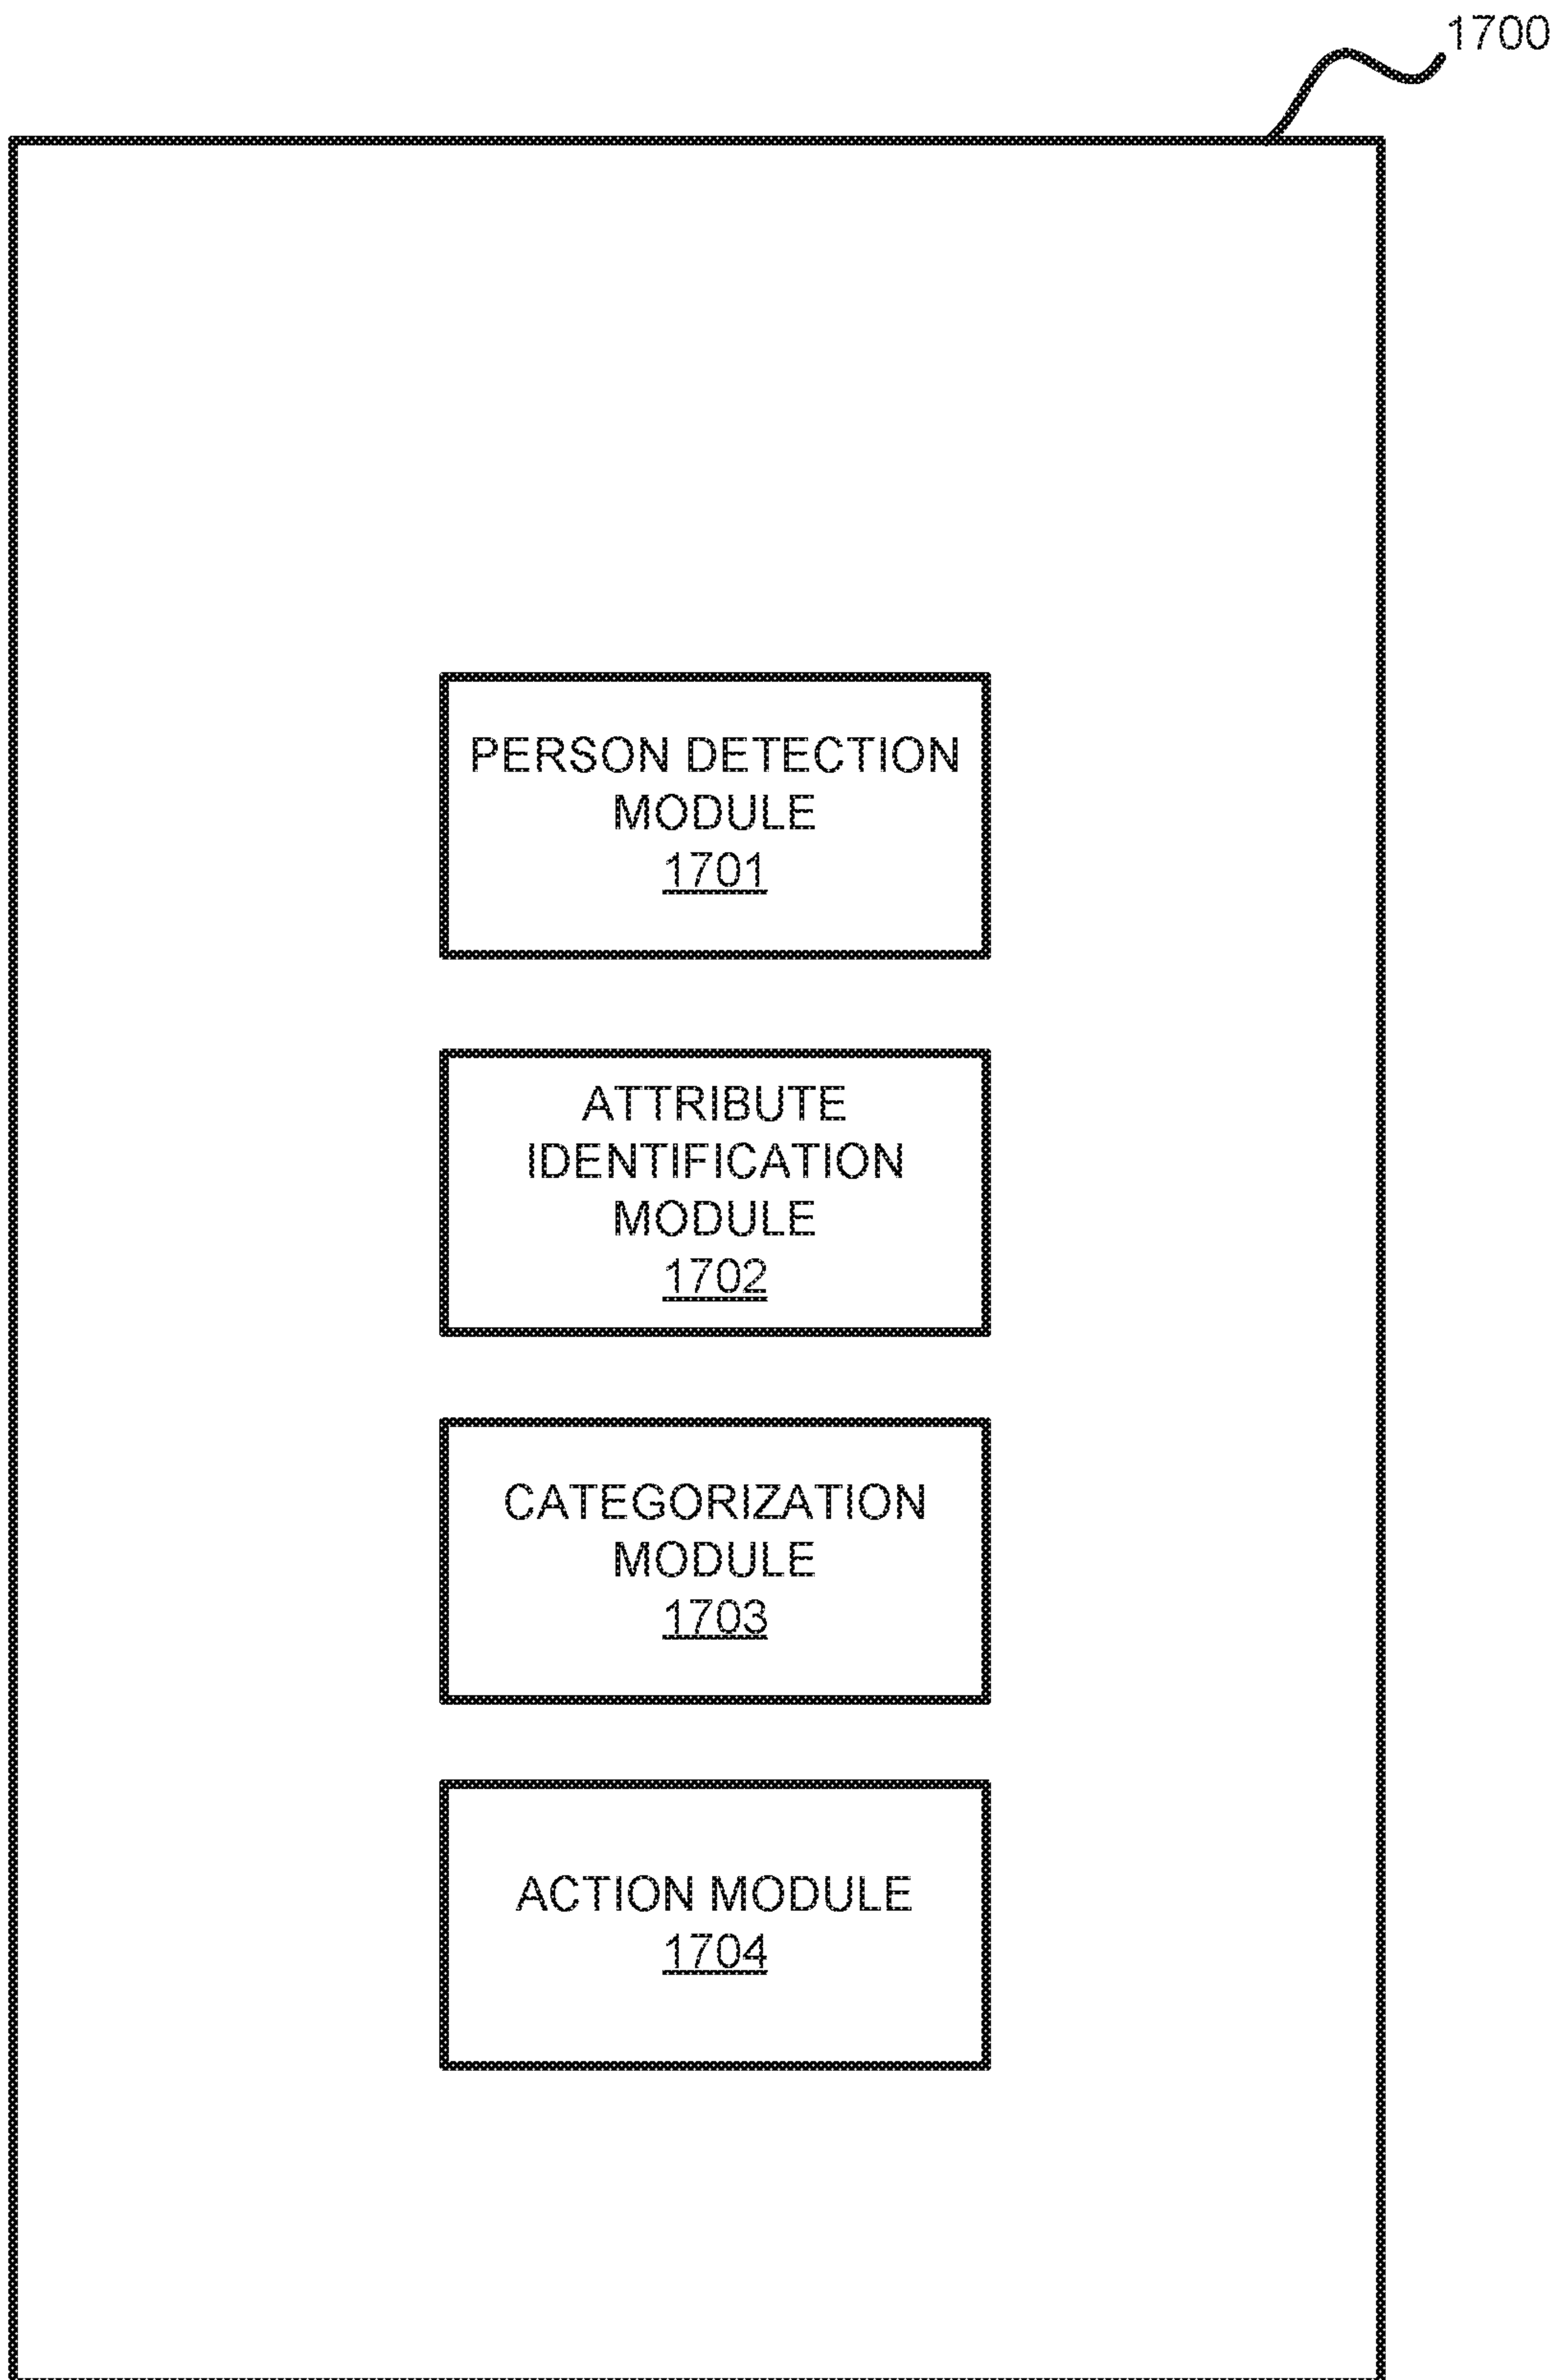 1700
PERSON DETECTION
MODULE
1701
ATTRIBUTE
IDENTIFICATION
MODULE
1702
CATEGORIZATION
MODULE
1703
ACTION MODULE
1704